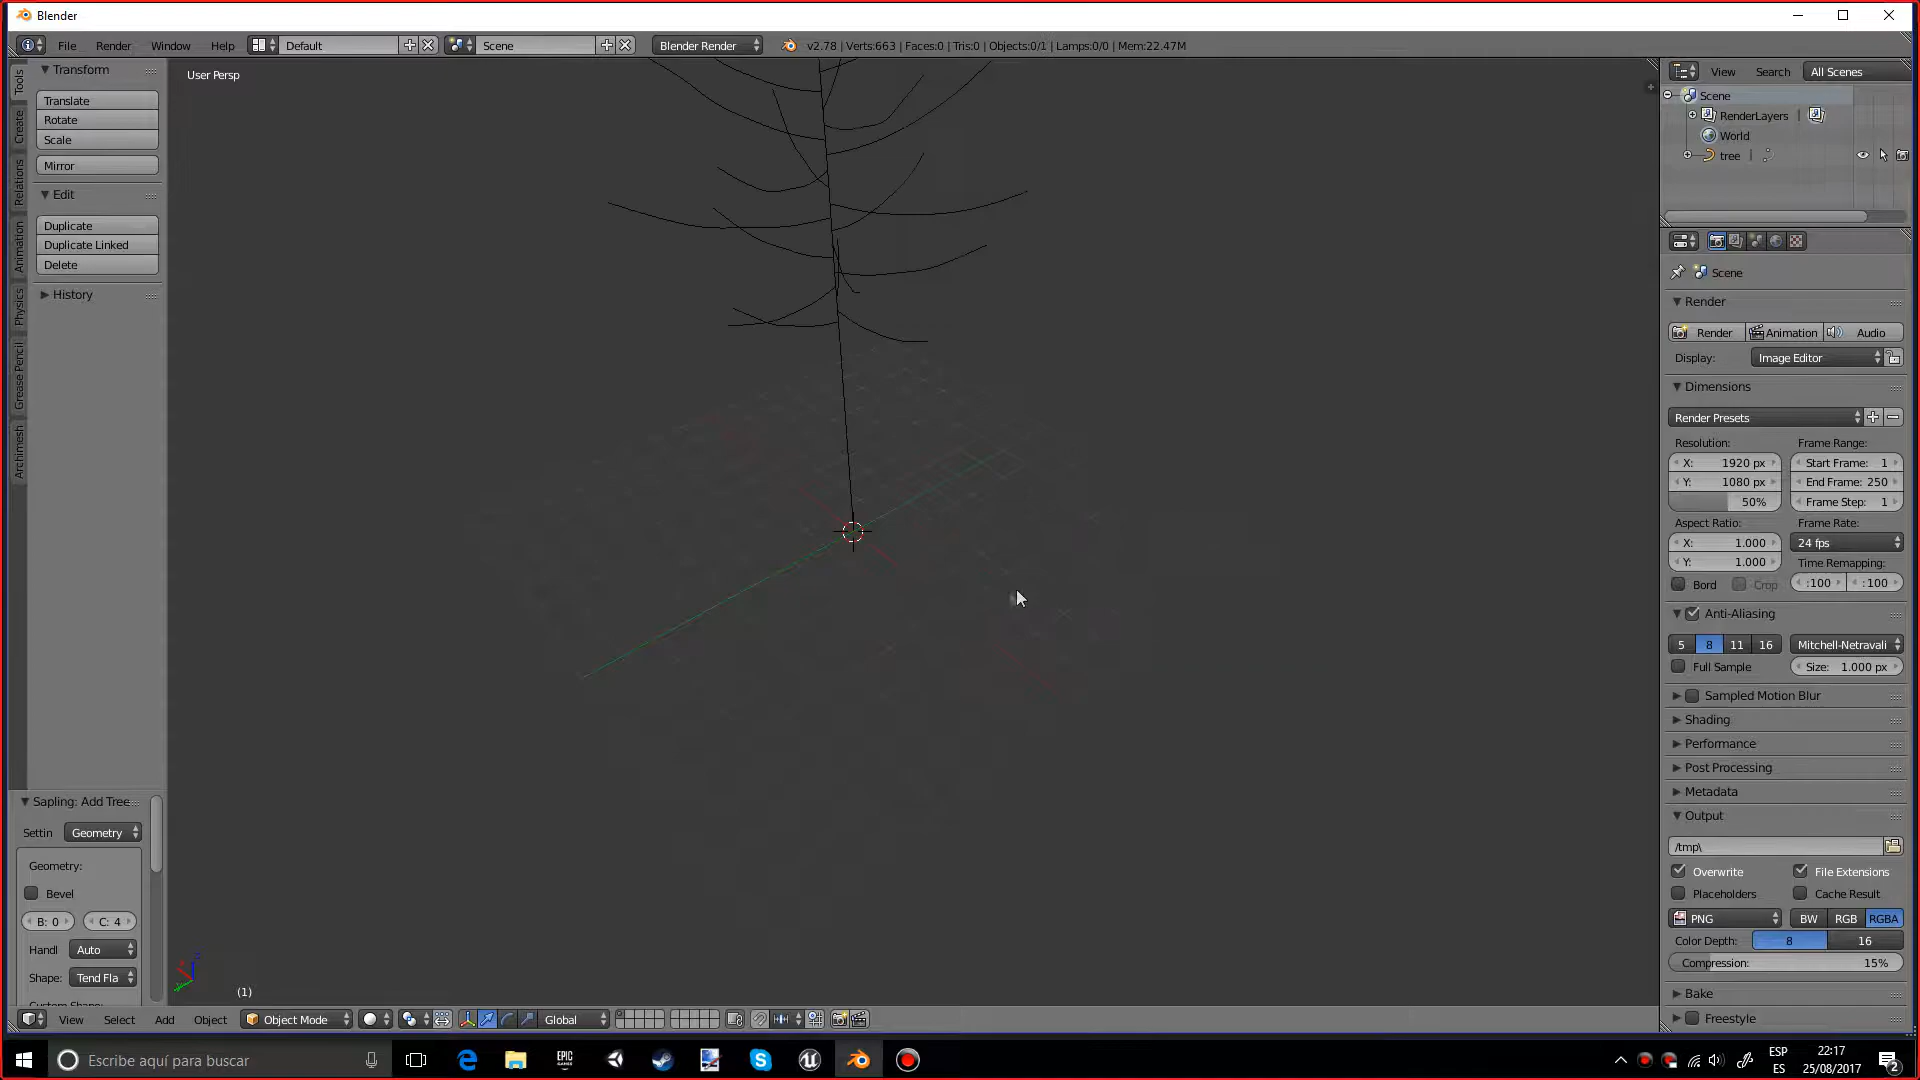 Blender
File Render Window Help Default Scene Blender Render v2.78 | Verts:663 | Faces:0 | Tris:0 | Objects:0/1 | Lamps:0/0 | Mem:22.47M
Tools
Create
Relations
Animation
Physics
Grease Pencil
Archimesh
Transform
Translate
Rotate
Scale
Mirror
Edit
Duplicate
Duplicate Linked
Delete
History
Sapling: Add Tree
Settin Geometry
Geometry:
Bevel
B: 0 C: 4
Handl Auto
Shape: Tend Fla
User Persp
(1)
View Select Add Object Object Mode Global
View Search All Scenes
Scene
RenderLayers |
World
tree |
Scene
Render
Render Animation Audio
Display: Image Editor
Dimensions
Render Presets
Resolution: Frame Range:
X: 1920 px Start Frame: 1
Y: 1080 px End Frame: 250
50% Frame Step: 1
Aspect Ratio: Frame Rate:
X: 1.000 24 fps
Y: 1.000 Time Remapping:
Bord Crop :100 :100
Anti-Aliasing
5 8 11 16 Mitchell-Netravali
Full Sample Size: 1.000 px
Sampled Motion Blur
Shading
Performance
Post Processing
Metadata
Output
/tmp\
Overwrite File Extensions
Placeholders Cache Result
PNG BW RGB RGBA
Color Depth: 8 16
Compression: 15%
Bake
Freestyle
Escribe aquí para buscar
EPIC GAMES
ESP 22:17
ES 25/08/2017 2